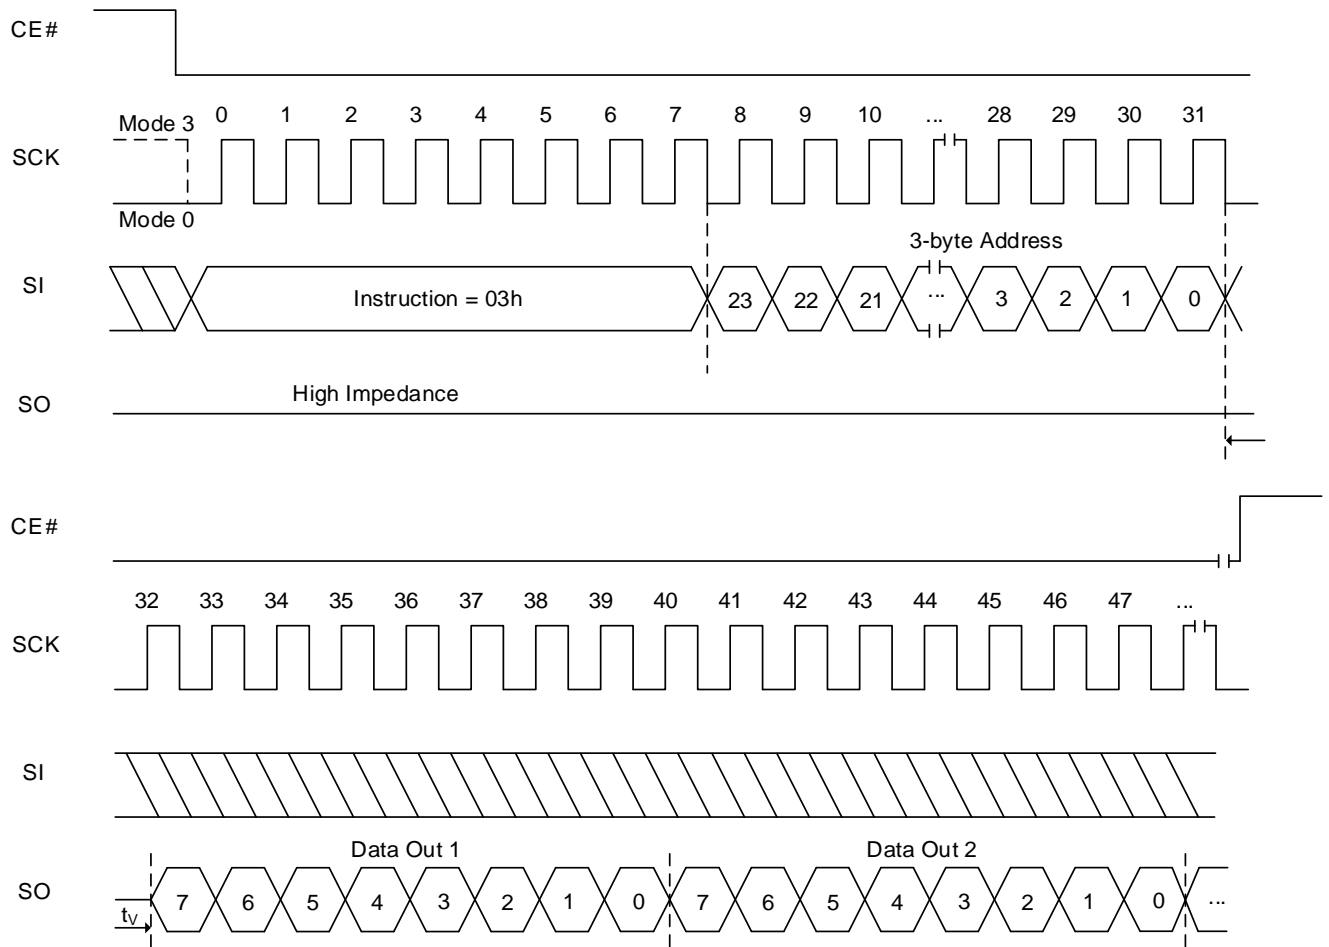 CE#
0 1 2 3 4 5 6 7 8 9 10 ... 28 29 30 31
Mode 3
SCK
Mode 0
3-byte Address
SI
Instruction = 03h 23 22 21 ... 3 2 1 0
High Impedance
SO
CE#
32 33 34 35 36 37 38 39 40 41 42 43 44 45 46 47 ...
SCK
SI
Data Out 1 Data Out 2
SO 7 6 5 4 3 2 1 0 7 6 5 4 3 2 1 0 ...
tV